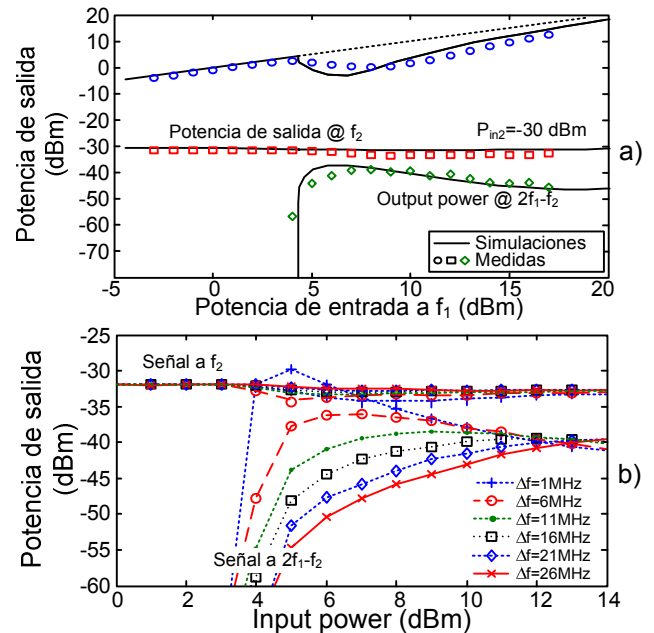 20
10
0
-10
-20
-30
-40
-50
-60
-70
Potencia de salida
(dBm)
Potencia de salida @ f2
Pin2=-30 dBm
Output power @ 2f1-f2
Simulaciones
Medidas
a)
-5 0 5 10 15 20
Potencia de entrada a f1 (dBm)
-25
-30
-35
-40
-45
-50
-55
-60
Potencia de salida
(dBm)
Señal a f2
Señal a 2f1-f2
Δf=1MHz
Δf=6MHz
Δf=11MHz
Δf=16MHz
Δf=21MHz
Δf=26MHz
b)
0 2 4 6 8 10 12 14
Input power (dBm)